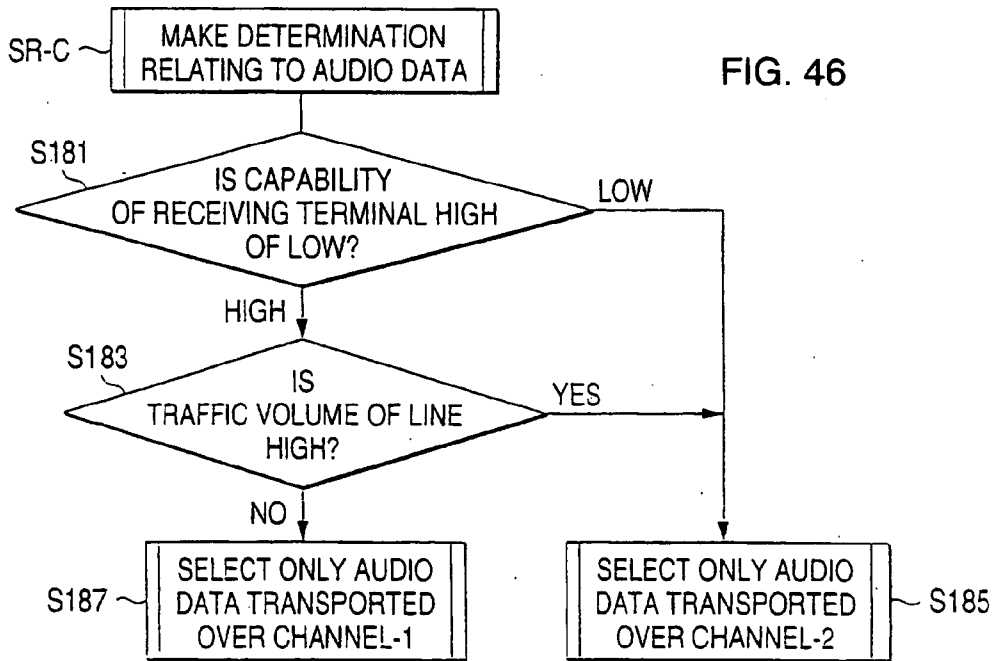 SR-C
MAKE DETERMINATION
RELATING TO AUDIO DATA
FIG. 46
S181
IS CAPABILITY
OF RECEIVING TERMINAL HIGH
OF LOW?
LOW
HIGH
S183
IS
TRAFFIC VOLUME OF LINE
HIGH?
YES
NO
S187
SELECT ONLY AUDIO
DATA TRANSPORTED
OVER CHANNEL-1
SELECT ONLY AUDIO
DATA TRANSPORTED
OVER CHANNEL-2
S185